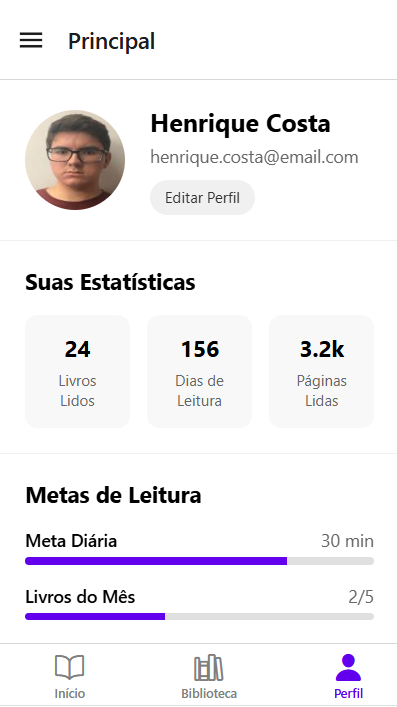 Principal
Henrique Costa
henrique.costa@email.com
Editar Perfil
Suas Estatísticas
24
Livros
Lidos
156
Dias de
Leitura
3.2k
Páginas
Lidas
Metas de Leitura
Meta Diária
30 min
Livros do Mês
2/5
Início
Biblioteca
Perfil